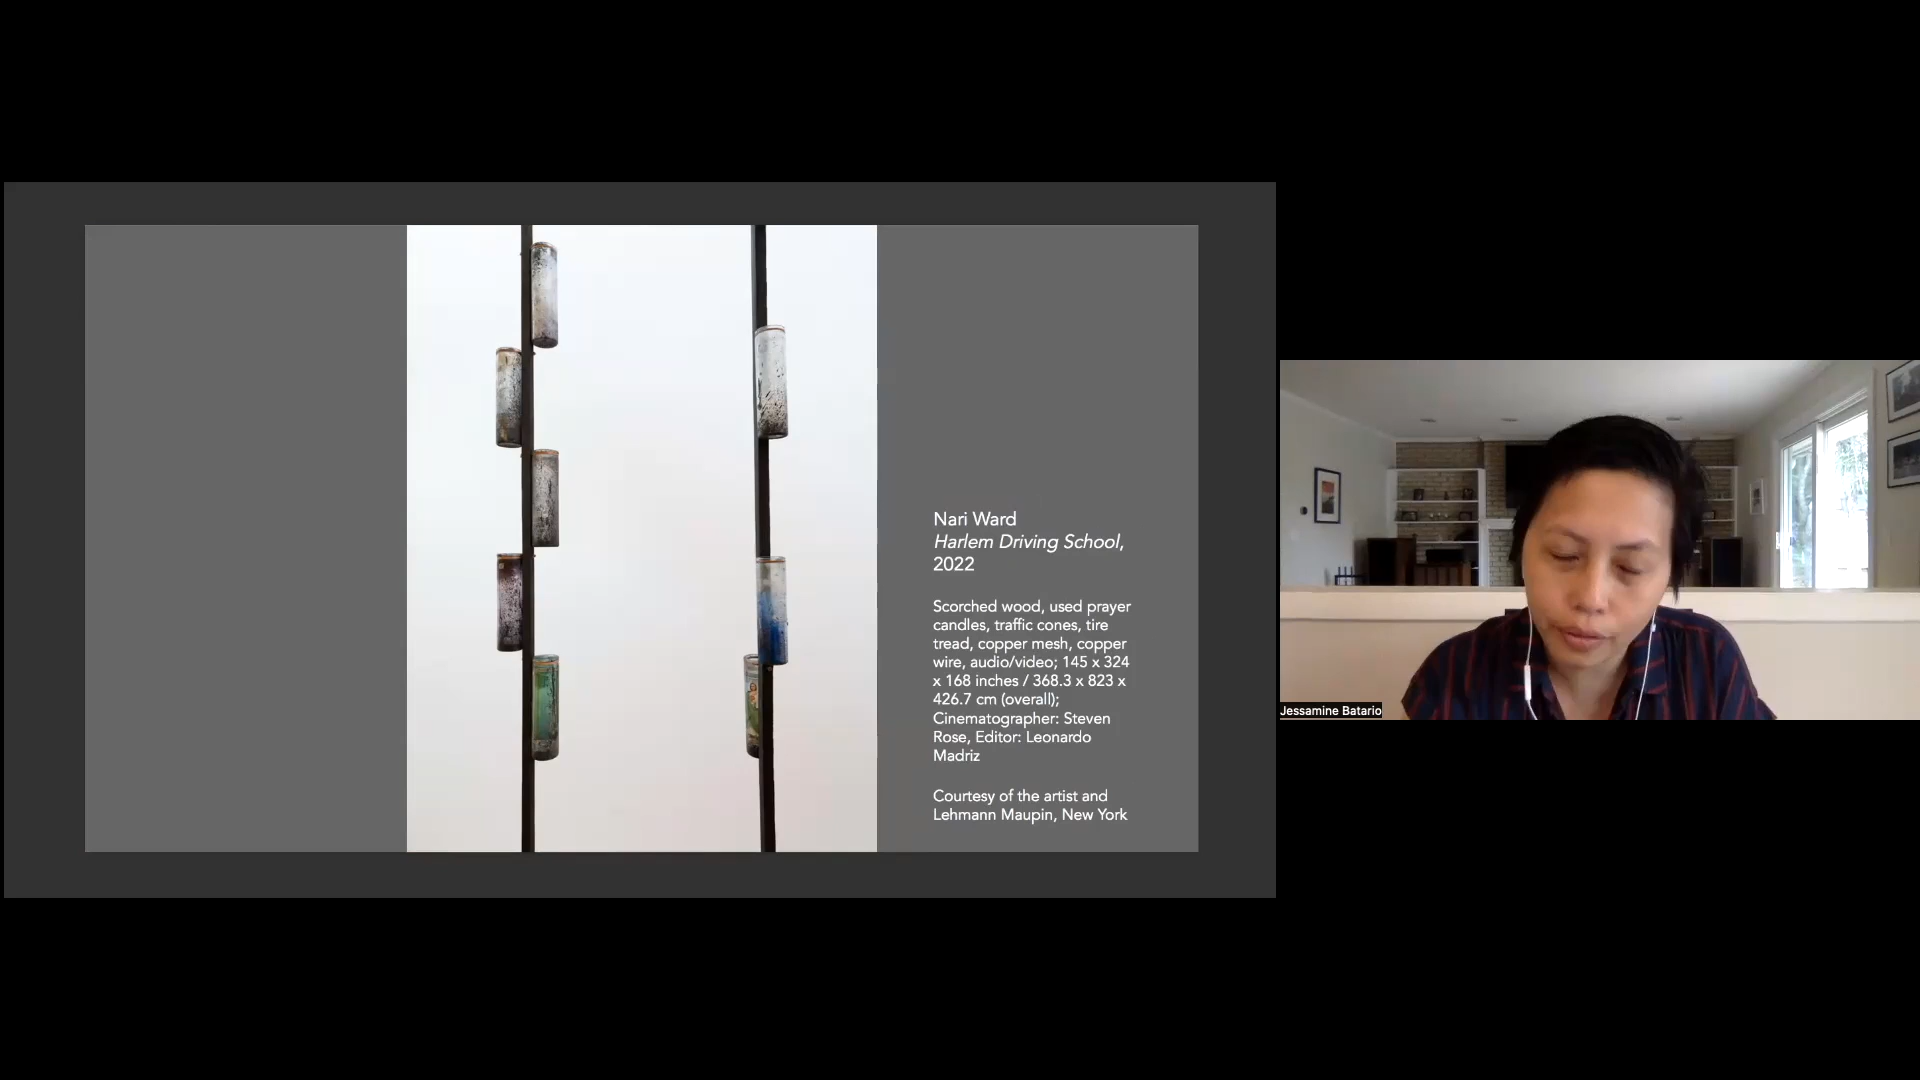 Nari Ward
Harlem Driving School,
2022
Scorched wood, used prayer
candles, traffic cones, tire
tread, copper mesh, copper
wire, audio/video; 145 x 324
x 168 inches / 368.3 x 823 x
426.7 cm (overall);
Cinematographer: Steven
Rose, Editor: Leonardo
Madriz
Courtesy of the artist and
Lehmann Maupin, New York
Jessamine Batario